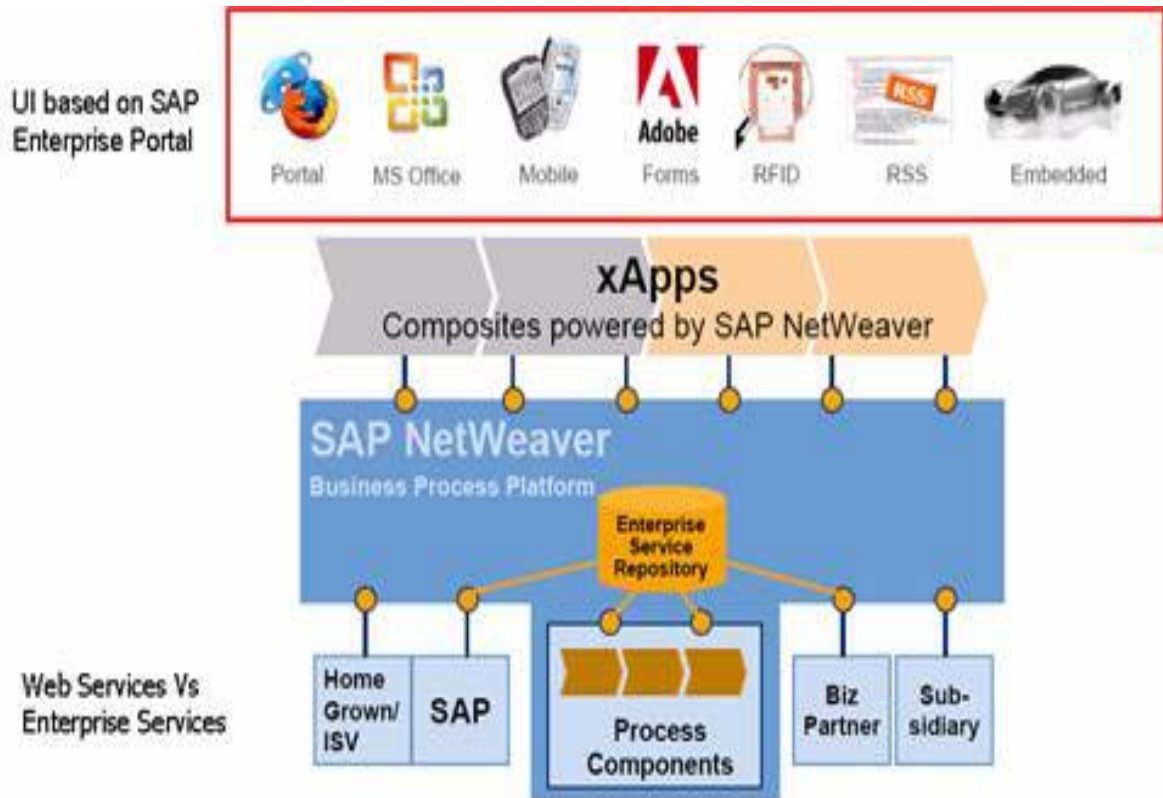 UI based on SAP
Enterprise Portal
Adobe
RSS
Portal
MS Office
Mobile
Forms
RFID
RSS
Embedded
xApps
Composites powered by SAP NetWeaver
SAP NetWeaver
Business Process Platform
Enterprise
Service
Repository
Web Services Vs
Enterprise Services
Home
Grown/
ISV
SAP
Process
Components
Biz
Partner
Sub-
sidiary